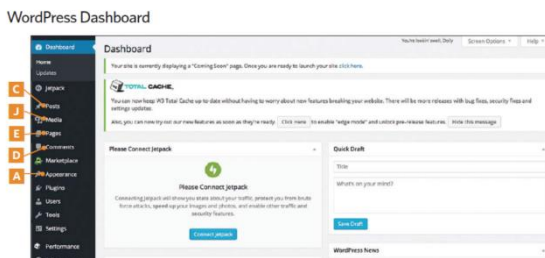 WordPress Dashboard
Dashboard
Home
Updates
Jetpack
C
Posts
J
Media
E
Pages
D
Comments
Marketplace
A
Appearance
Plugins
Users
Tools
Settings
Performance
Screen Options
Help
Dashboard
Your site is currently displaying a "Coming Soon" page. Once you are ready to launch your site click here.
TOTAL CACHE
You can now keep W3 Total Cache up-to-date without having to worry about new features breaking your website. There will be more releases with bug fixes, security fixes and
settings updates.
Also, you can now try out our new features as soon as they're ready. Click Here to enable "edge mode" and unlock pre-release features. Hide this message
Please Connect Jetpack
Please Connect Jetpack
Connecting Jetpack will show you stats about your traffic, protect you from brute
force attacks, speed up your images and photos, and enable other traffic and
security features.
Connect Jetpack
Quick Draft
Title
What's on your mind?
Save Draft
WordPress News